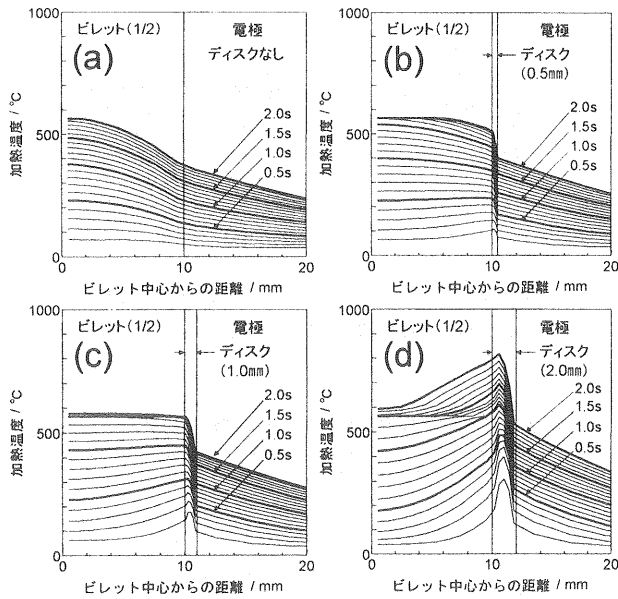 1000
ビレット(1/2)
電極
ディスクなし
(a)
加熱温度 / ℃
500
2.0s
1.5s
1.0s
0.5s
0
0
10
20
ビレット中心からの距離 / mm
1000
ビレット(1/2)
電極
ディスク
(0.5mm)
(b)
加熱温度 / ℃
500
2.0s
1.5s
1.0s
0.5s
0
0
10
20
ビレット中心からの距離 / mm
1000
ビレット(1/2)
電極
ディスク
(1.0mm)
(c)
加熱温度 / ℃
500
2.0s
1.5s
1.0s
0.5s
0
0
10
20
ビレット中心からの距離 / mm
1000
ビレット(1/2)
電極
ディスク
(2.0mm)
(d)
加熱温度 / ℃
500
2.0s
1.5s
1.0s
0.5s
0
0
10
20
ビレット中心からの距離 / mm